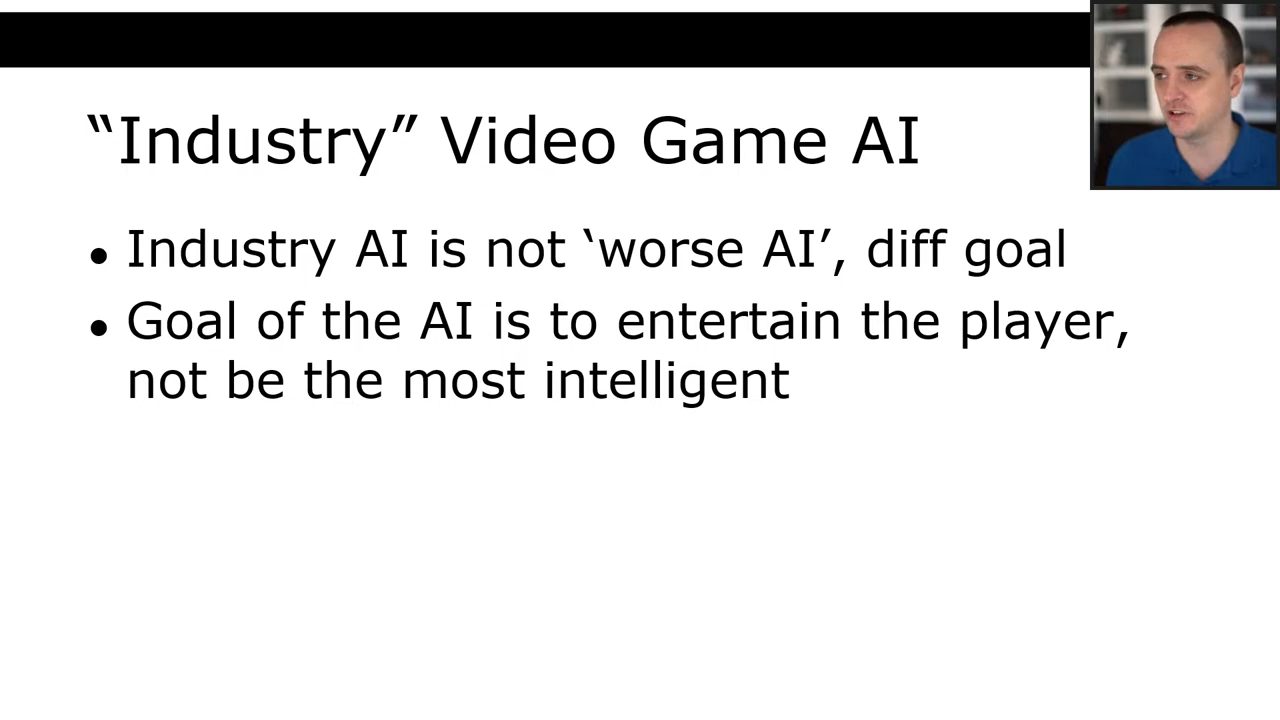 “Industry” Video Game AI
● Industry AI is not ‘worse AI’, diff goal
● Goal of the AI is to entertain the player,
not be the most intelligent